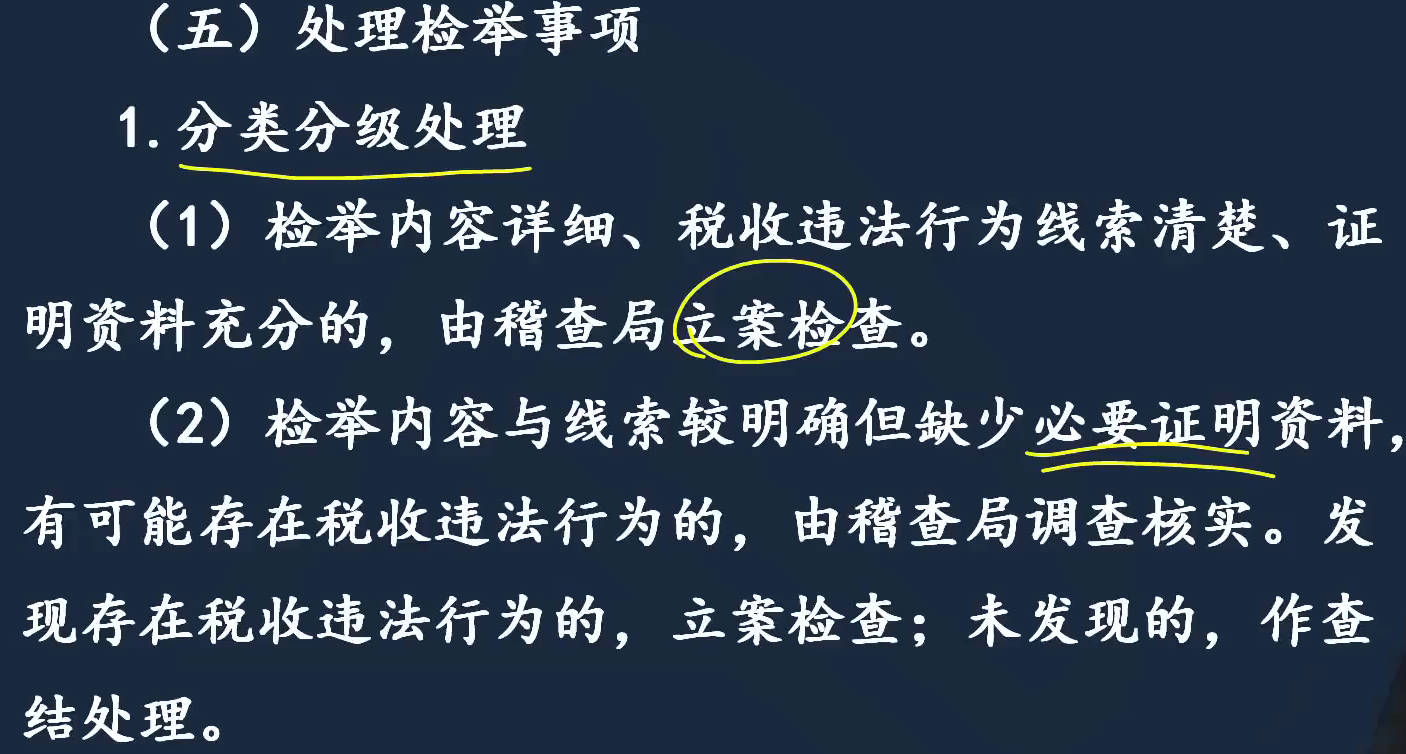 （五）处理检举事项
1.分类分级处理
（1）检举内容详细、税收违法行为线索清楚、证
明资料充分的，由稽查局立案检查。
（2）检举内容与线索较明确但缺少必要证明资料，
有可能存在税收违法行为的，由稽查局调查核实。发
现存在税收违法行为的，立案检查；未发现的，作查
结处理。